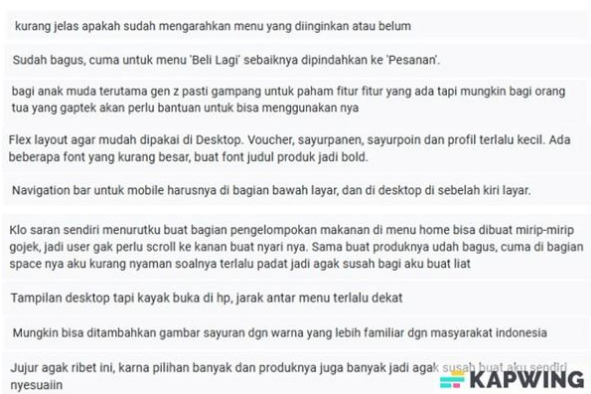 kurang jelas apakah sudah mengarahkan menu yang diinginkan atau belum
Sudah bagus, cuma untuk menu 'Beli Lagi' sebaiknya dipindahkan ke 'Pesanan'.
bagi anak muda terutama gen z pasti gampang untuk paham fitur fitur yang ada tapi mungkin bagi orang
tua yang gaptek akan perlu bantuan untuk bisa menggunakan nya
Flex layout agar mudah dipakai di Desktop. Voucher, sayurpanen, sayurpoin dan profil terlalu kecil. Ada
beberapa font yang kurang besar, buat font judul produk jadi bold.
Navigation bar untuk mobile harusnya di bagian bawah layar, dan di desktop di sebelah kiri layar.
Klo saran sendiri menurutku buat bagian pengelompokan makanan di menu home bisa dibuat mirip-mirip
gojek, jadi user gak perlu scroll ke kanan buat nyari nya. Sama buat produknya udah bagus, cuma di bagian
space nya aku kurang nyaman soalnya terlalu padat jadi agak susah bagi aku buat liat
Tampilan desktop tapi kayak buka di hp, jarak antar menu terlalu dekat
Mungkin bisa ditambahkan gambar sayuran dgn warna yang lebih familiar dgn masyarakat indonesia
Jujur agak ribet ini, karna pilihan banyak dan produknya juga banyak jadi agak susah buat aku sendiri
nyesuaiin
KAPWING